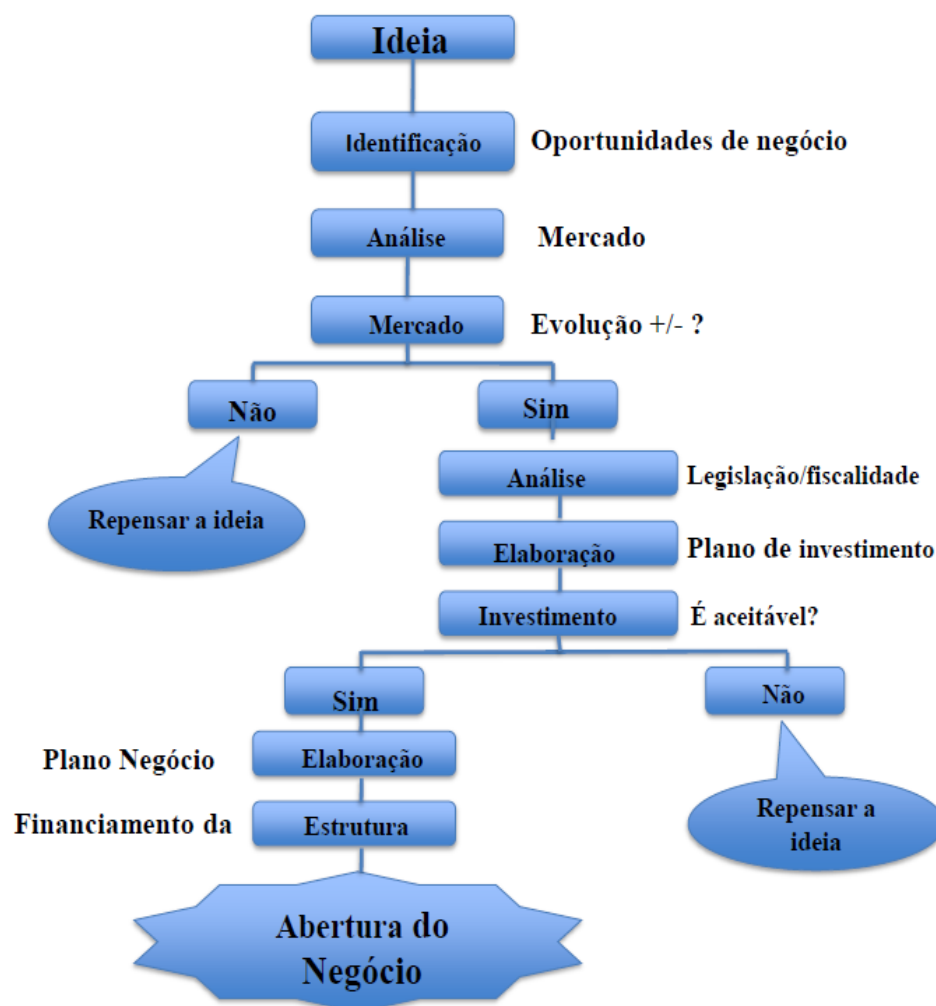 Ideia
Identificação Oportunidades de negócio
Análise Mercado
Mercado Evolução +/- ?
Não Sim
Análise Legislação/fiscalidade
Repensar a ideia
Elaboração Plano de investimento
Investimento É aceitável?
Sim Não
Plano Negócio Elaboração
Financiamento da Estrutura
Repensar a
ideia
Abertura do
Negócio